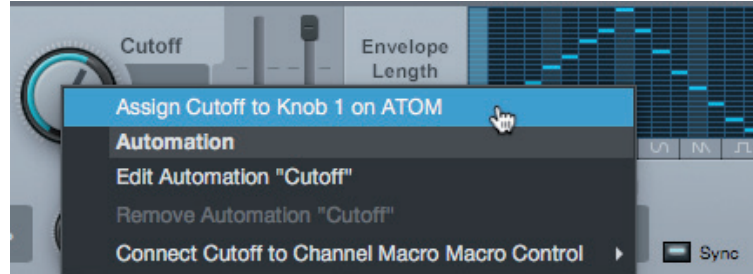 Cutoff
Envelope
Length
Assign Cutoff to Knob 1 on ATOM
Automation
Edit Automation "Cutoff"
Remove Automation "Cutoff"
Connect Cutoff to Channel Macro Macro Control
Sync